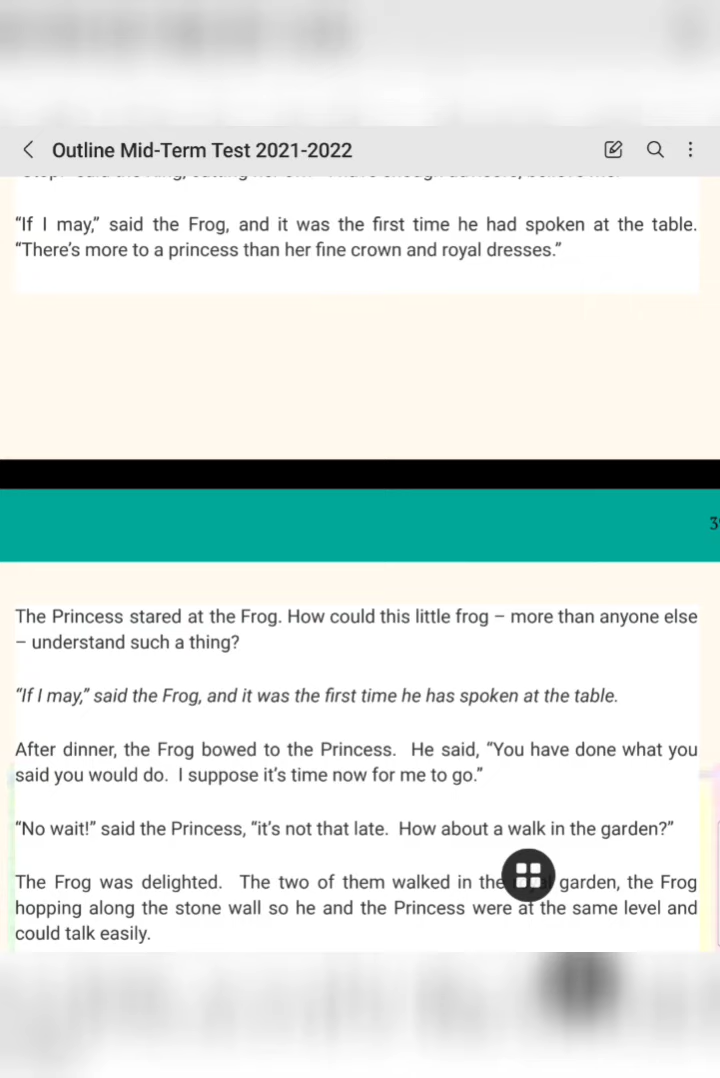 Outline Mid-Term Test 2021-2022
“If I may,” said the Frog, and it was the first time he had spoken at the table.
“There’s more to a princess than her fine crown and royal dresses.”
The Princess stared at the Frog. How could this little frog – more than anyone else
– understand such a thing?
“If I may,” said the Frog, and it was the first time he has spoken at the table.
After dinner, the Frog bowed to the Princess. He said, “You have done what you
said you would do. I suppose it’s time now for me to go.”
“No wait!” said the Princess, “it’s not that late. How about a walk in the garden?”
The Frog was delighted. The two of them walked in the garden, the Frog
hopping along the stone wall so he and the Princess were at the same level and
could talk easily.